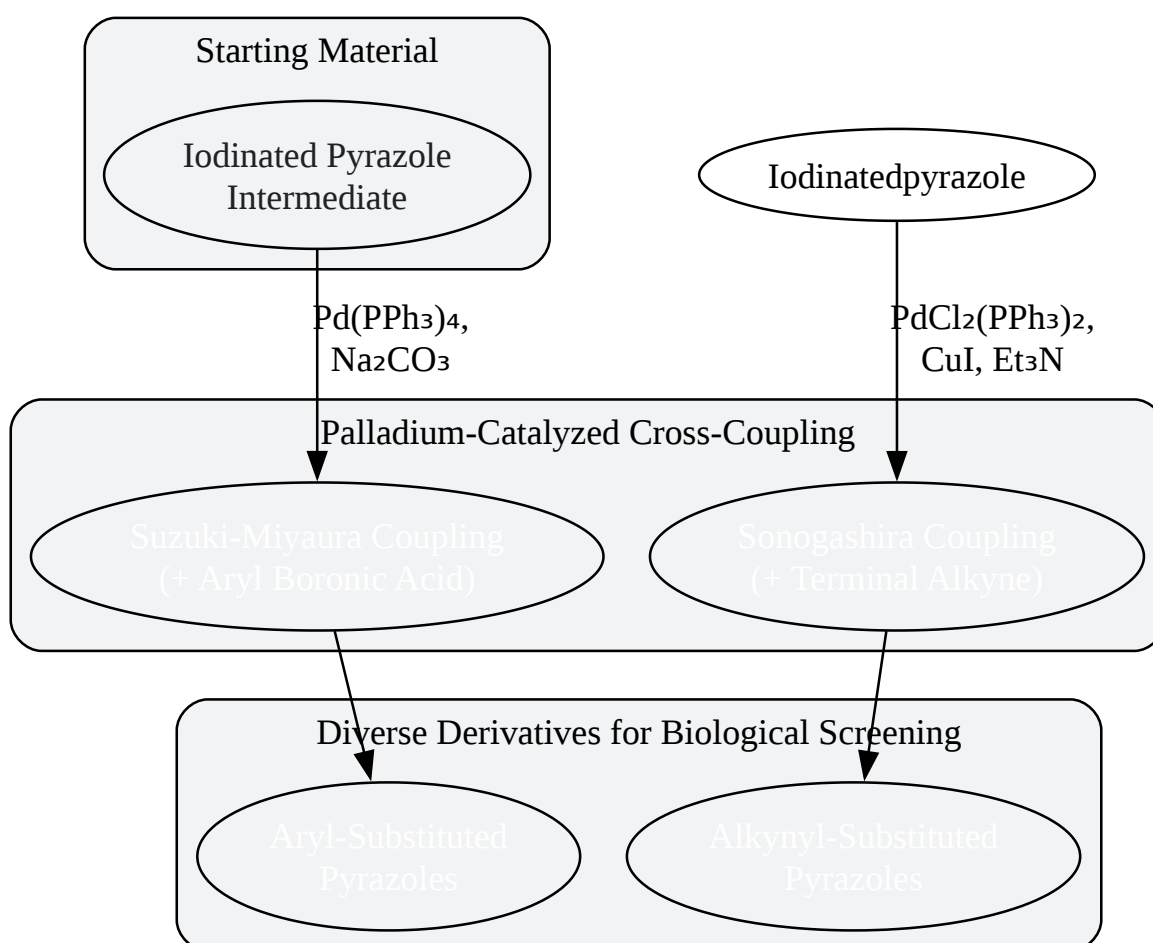 Starting Material
Iodinated Pyrazole
Intermediate
Iodinatedpyrazole
Pd(PPh₃)₄,
Na₂CO₃
PdCl₂(PPh₃)₂,
CuI, Et₃N
Palladium-Catalyzed Cross-Coupling
Suzuki-Miyaura Coupling
(+ Aryl Boronic Acid)
Sonogashira Coupling
(+ Terminal Alkyne)
Diverse Derivatives for Biological Screening
Aryl-Substituted
Pyrazoles
Alkynyl-Substituted
Pyrazoles